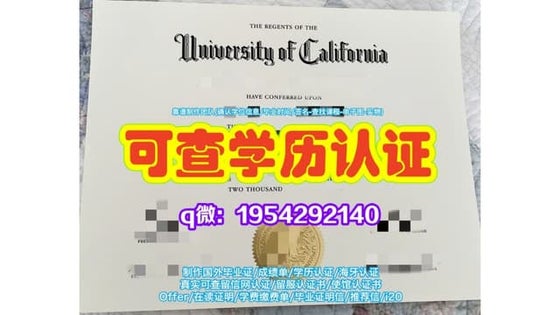 THE REGENTS OF THE
University of California
HAVE CONFERRED UPON
可查学历认证
TWO THOUSAND
q微：1954292140
制作国外毕业证/成绩单/学历认证/海牙认证
真实可查留信网认证/留服认证书/使馆认证书
Offer/在读证明/学费缴费单/毕业证明信/推荐信/i20